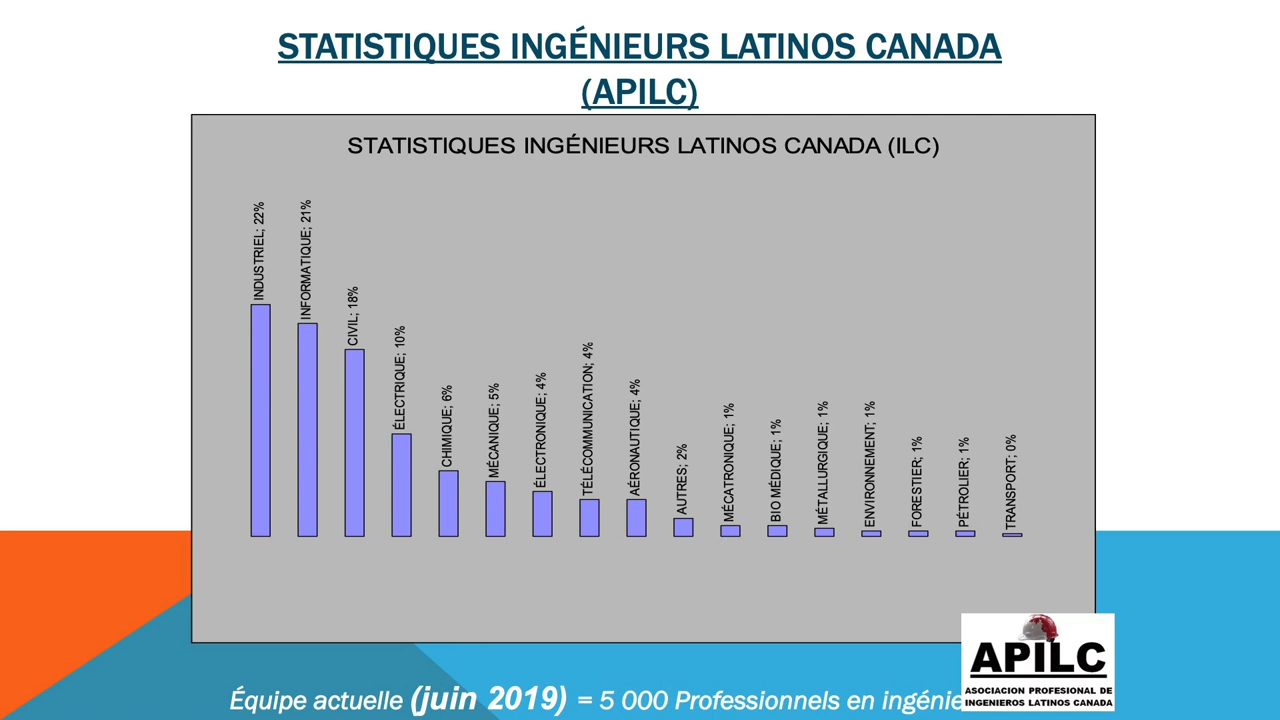 STATISTIQUES INGÉNIEURS LATINOS CANADA
(APILC)
STATISTIQUES INGÉNIEURS LATINOS CANADA (ILC)
INDUSTRIEL; 22%
INFORMATIQUE; 21%
CIVIL; 18%
ÉLECTRIQUE; 10%
CHIMIQUE; 6%
MÉCANIQUE; 5%
ÉLECTRONIQUE; 4%
TÉLÉCOMMUNICATION; 4%
AÉRONAUTIQUE; 4%
AUTRES; 2%
MÉCATRONIQUE; 1%
BIO MÉDIQUE; 1%
MÉTALLURGIQUE; 1%
ENVIRONNEMENT; 1%
FORESTIER; 1%
PÉTROLIER; 1%
TRANSPORT; 0%
Équipe actuelle (juin 2019) = 5 000 Professionnels en ingénie
APILC
ASOCIACION PROFESIONAL DE
INGENIEROS LATINOS CANADA